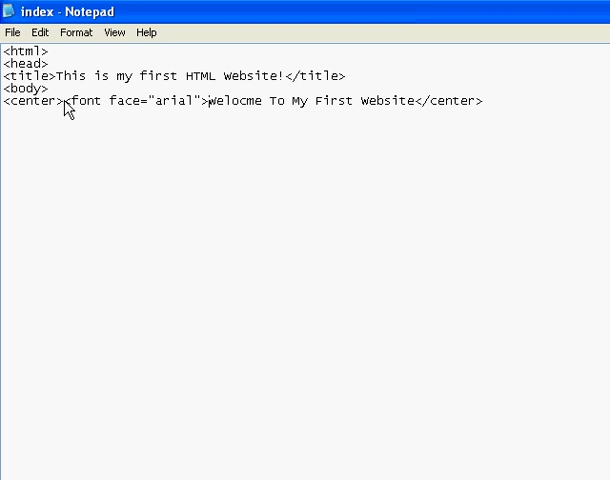 index - Notepad
File Edit Format View Help
<html>
<head>
<title>This is my first HTML Website!</title>
<body>
<center><font face="arial">Welocme To My First Website</center>